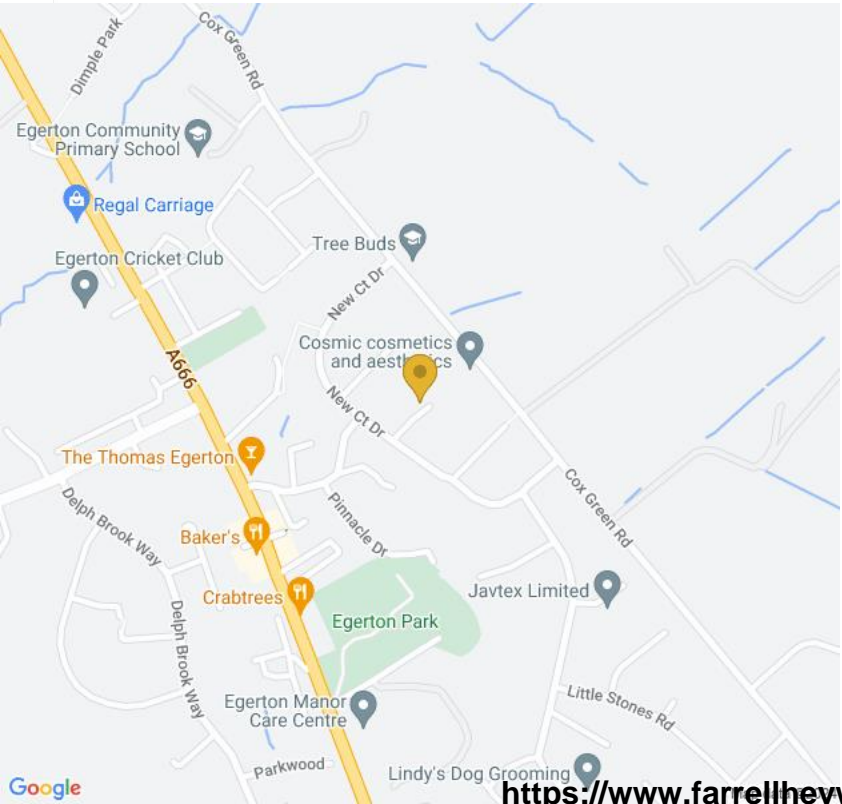 Dimple Park
Cox Green Rd
Egerton Community
Primary School
Regal Carriage
Tree Buds
Egerton Cricket Club
New Ct Dr
Cosmic cosmetics
and
A666
New Ct Dr
The Thomas Egerton
Cox Green Rd
Delph Brook Way
Pinnacle Dr
Baker's
Javtex Limited
Crabtrees
Egerton Park
Delph Brook Way
Egerton Manor
Care Centre
Little Stones Rd
Parkwood
Lindy's Dog Grooming
Google